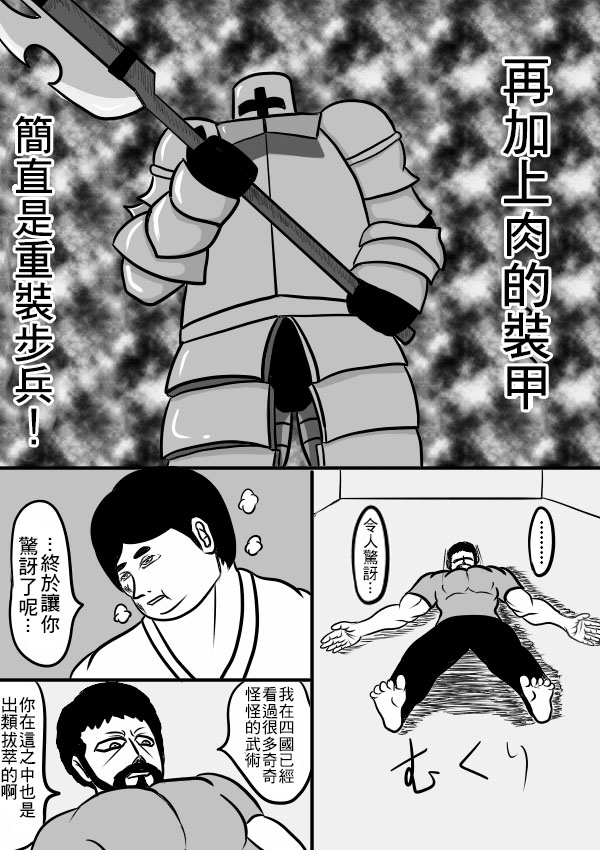 再加上肉的裝甲
簡直是重裝步兵！
………
令人驚訝…
むくり
…終於讓你
驚訝了呢…
我在四國已經
看過很多奇奇
怪怪的武術
你在這之中也是
出類拔萃的啊